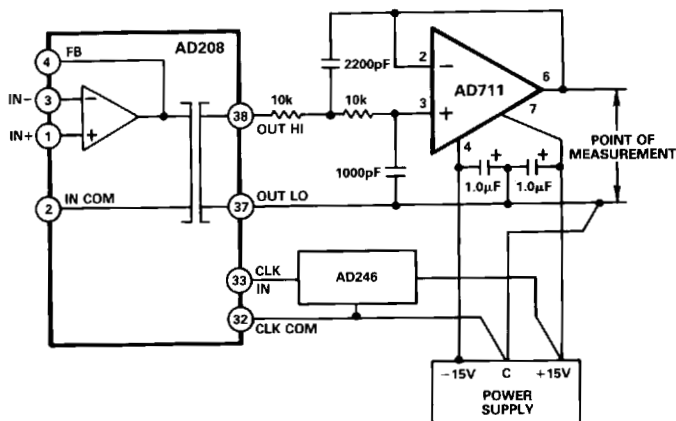 AD208
4
FB
IN-
3
IN+
1
2
IN COM
38
OUT HI
37
OUT LO
33
CLK
IN
32
CLK COM
10k
2200pF
10k
1000pF
2
-
AD711
3
+
6
7
4
+
1.0μF
+
1.0μF
POINT OF
MEASUREMENT
AD246
-15V
C
+15V
POWER
SUPPLY
-
+